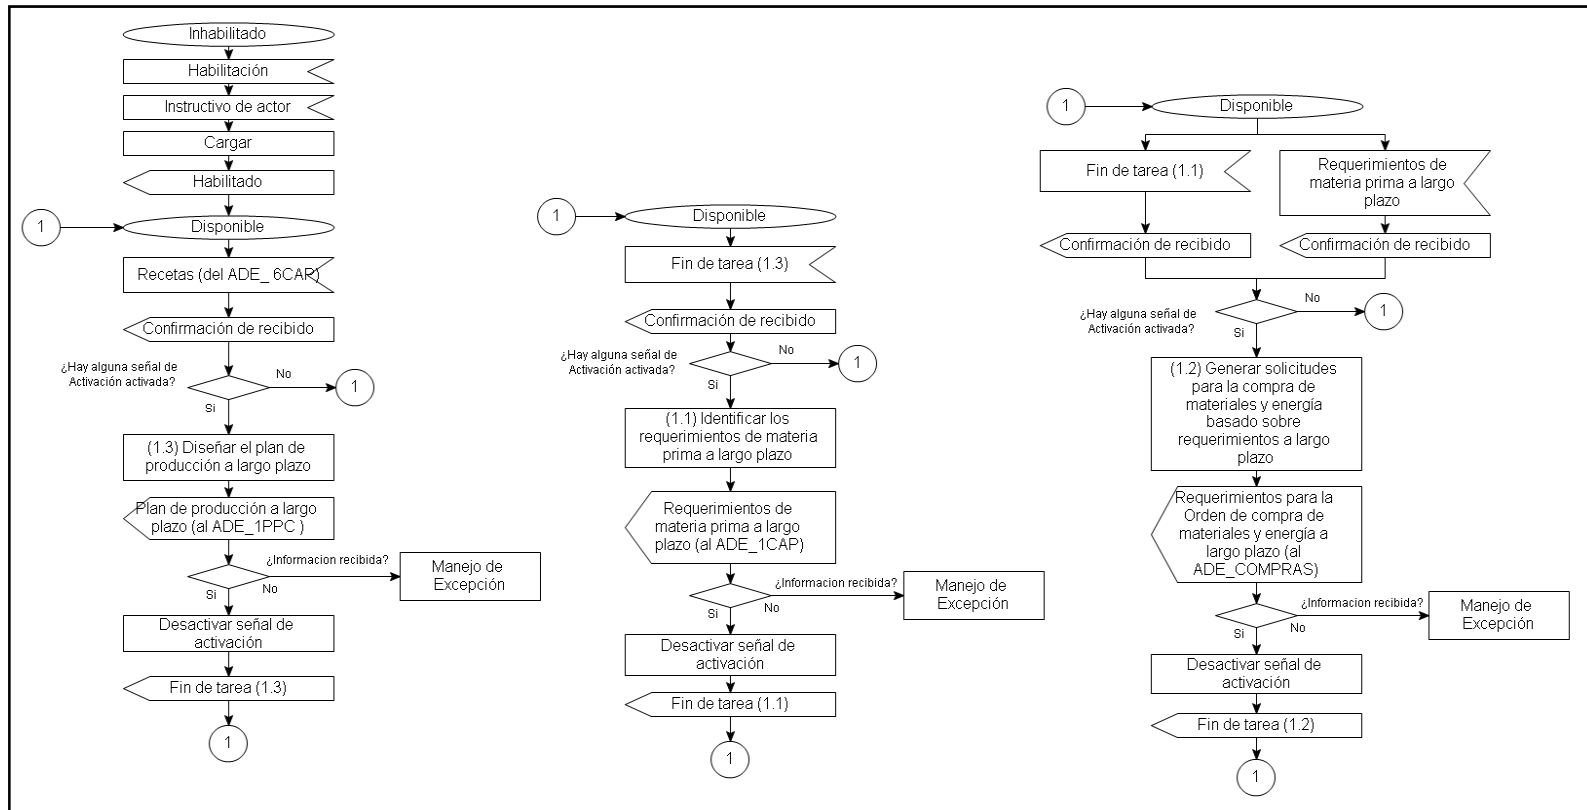 Inhabilitado
Habilitación
Instructivo de actor
Cargar
Habilitado
1
Disponible
Recetas (del ADE_ 6CAP)
Confirmación de recibido
¿Hay alguna señal de
Activación activada?
No
1
Si
(1.3) Diseñar el plan de
producción a largo plazo
Plan de producción a largo
plazo (al ADE_1PPC )
¿Informacion recibida?
Si
No
Manejo de
Excepción
Desactivar señal de
activación
Fin de tarea (1.3)
1
1
Disponible
Fin de tarea (1.3)
Confirmación de recibido
¿Hay alguna señal de
Activación activada?
No
1
Si
(1.1) Identificar los
requerimientos de materia
prima a largo plazo
Requerimientos de
materia prima a largo
plazo (al ADE_1CAP)
¿Informacion recibida?
Si
No
Manejo de
Excepción
Desactivar señal de
activación
Fin de tarea (1.1)
1
1
Disponible
Fin de tarea (1.1)
Requerimientos de
materia prima a largo
plazo
Confirmación de recibido
Confirmación de recibido
¿Hay alguna señal de
Activación activada?
No
1
Si
(1.2) Generar solicitudes
para la compra de
materiales y energía
basado sobre
requerimientos a largo
plazo
Requerimientos para la
Orden de compra de
materiales y energía a
largo plazo (al
ADE_COMPRAS)
¿Informacion recibida?
Si
No
Manejo de
Excepción
Desactivar señal de
activación
Fin de tarea (1.2)
1